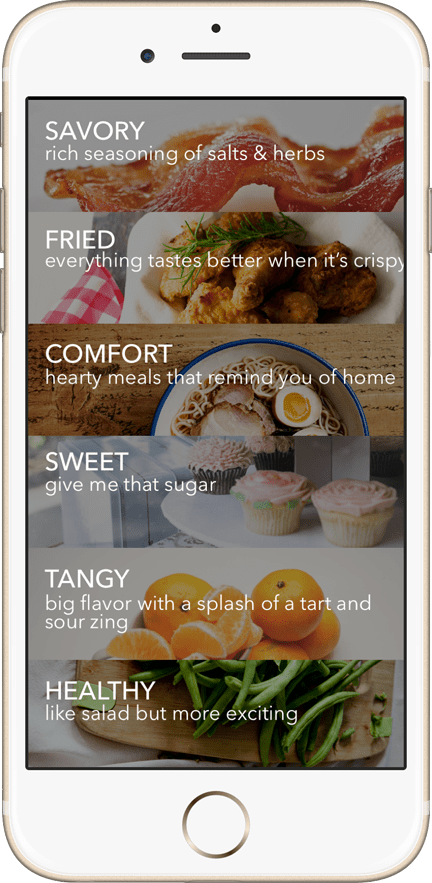 SAVORY
rich seasoning of salts & herbs
FRIED
everything tastes better when it's crispy
COMFORT
hearty meals that remind you of home
SWEET
give me that sugar
TANGY
big flavor with a splash of a tart and
sour zing
HEALTHY
like salad but more exciting